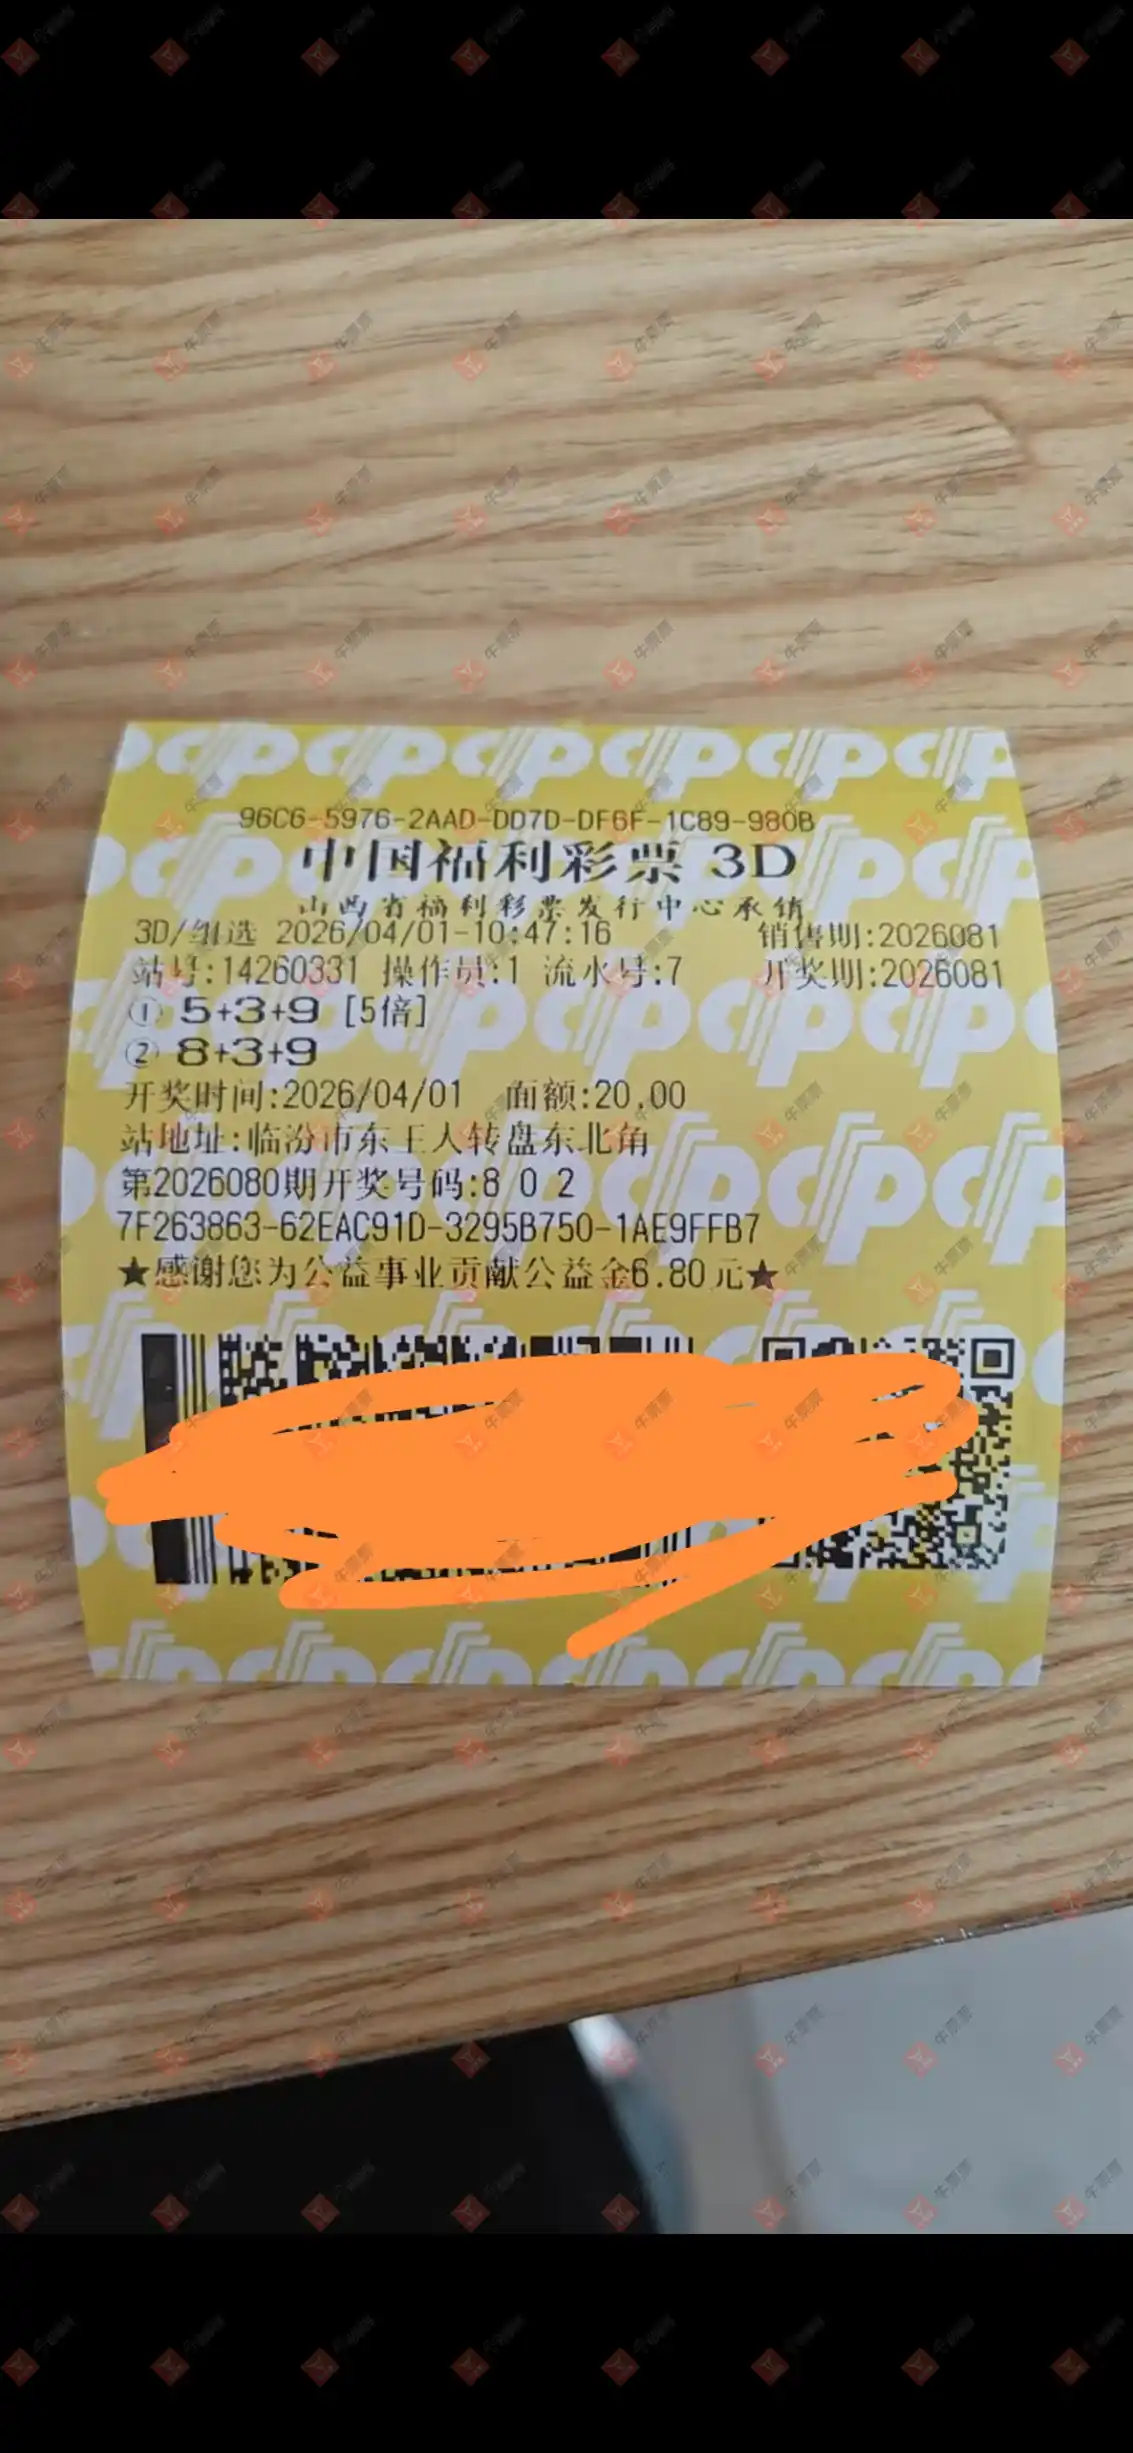 96C6-5976-2AAD-DD7D-DF6F-1C89-980B
中国福利彩票 3D
山西省福利彩票发行中心承销
3D/组选 2026/04/01-10:47:16 销售期:2026081
站号:14260331 操作员:1 流水号:7 开奖期:2026081
① 5+3+9 [5倍]
② 8+3+9
开奖时间:2026/04/01 面额:20.00
站地址:临汾市东王人转盘东北角
第2026080期开奖号码:8 0 2
7F263863-62EAC91D-3295B750-1AE9FFB7
★感谢您为公益事业贡献公益金6.80元★